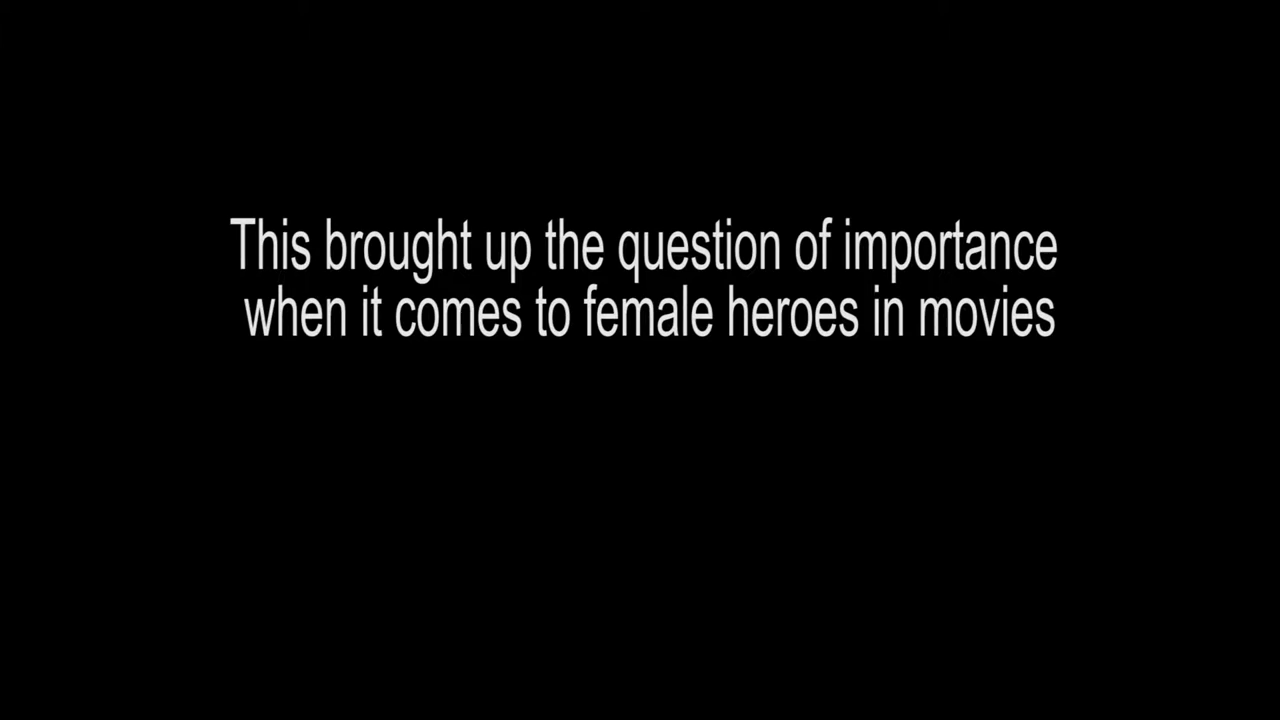 This brought up the question of importance
when it comes to female heroes in movies